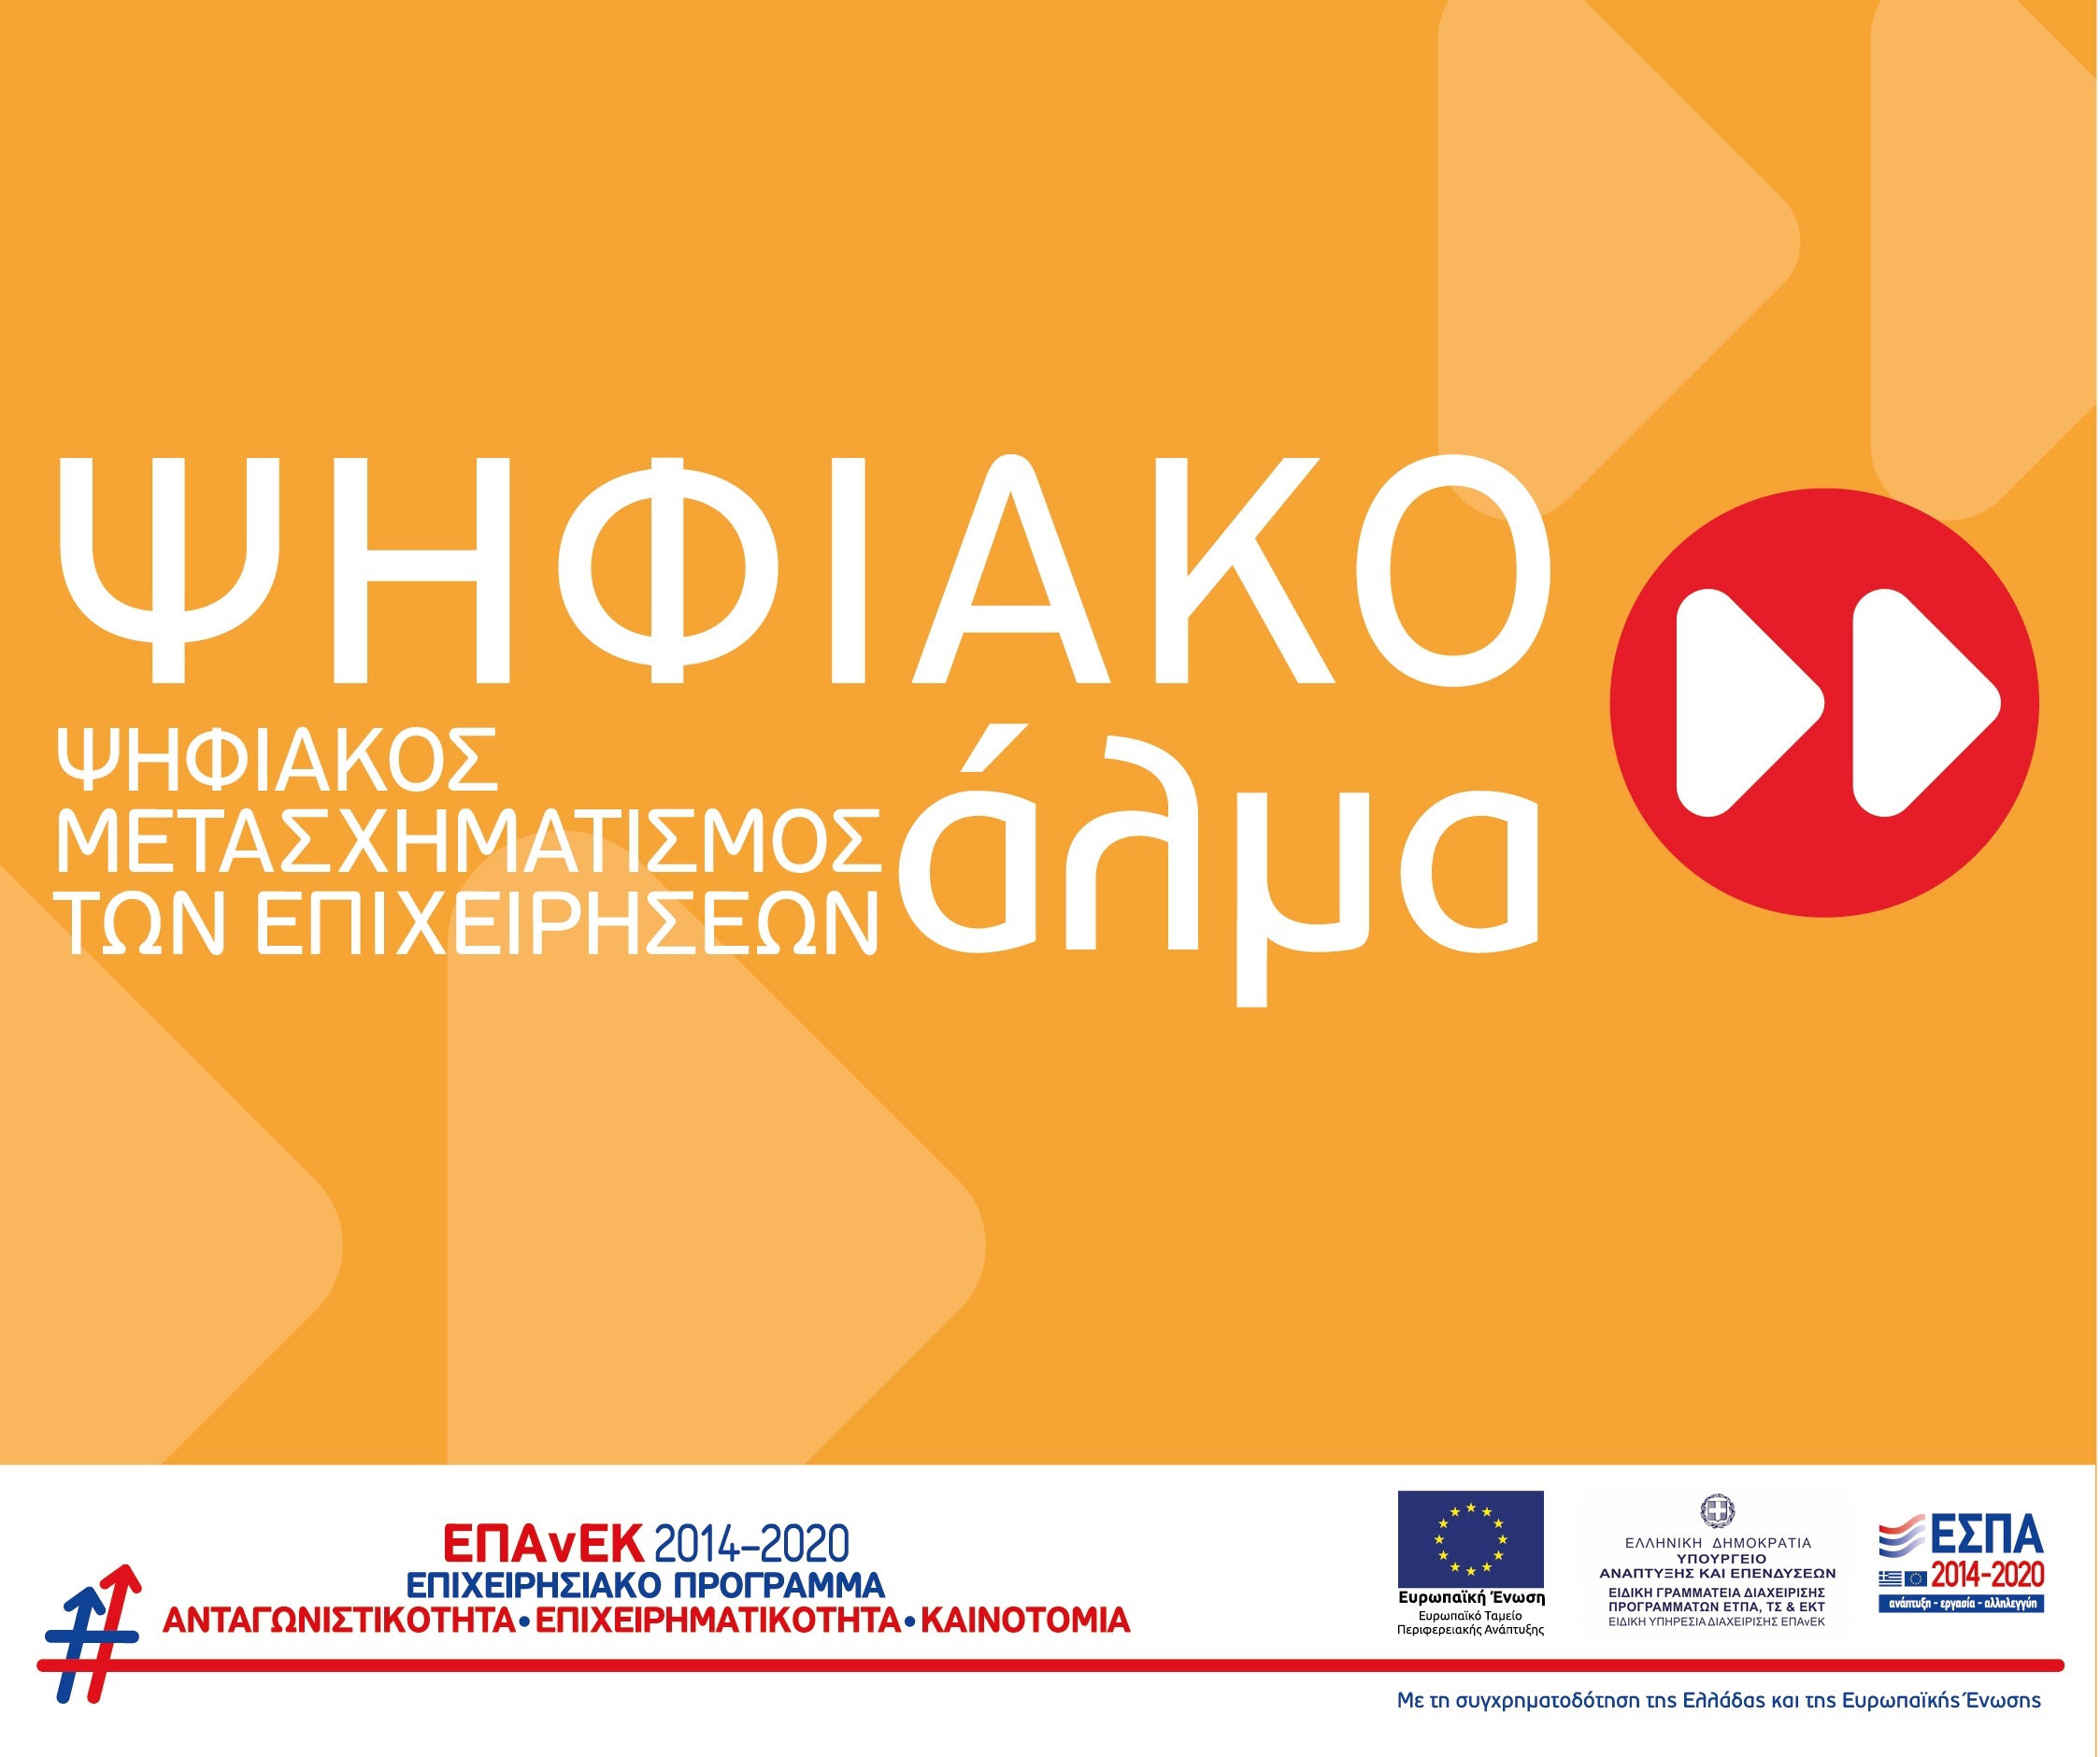 ΨΗΦΙΑΚΟ
άλμα
ΨΗΦΙΑΚΟΣ
ΜΕΤΑΣΧΗΜΑΤΙΣΜΟΣ
ΤΩΝ ΕΠΙΧΕΙΡΗΣΕΩΝ
ΕΠΑνΕΚ 2014–2020
ΕΠΙΧΕΙΡΗΣΙΑΚΟ ΠΡΟΓΡΑΜΜΑ
ΑΝΤΑΓΩΝΙΣΤΙΚΟΤΗΤΑ•ΕΠΙΧΕΙΡΗΜΑΤΙΚΟΤΗΤΑ•ΚΑΙΝΟΤΟΜΙΑ
Ευρωπαϊκή Ένωση
Ευρωπαϊκό Ταμείο
Περιφερειακής Ανάπτυξης
ΕΛΛΗΝΙΚΗ ΔΗΜΟΚΡΑΤΙΑ
ΥΠΟΥΡΓΕΙΟ
ΑΝΑΠΤΥΞΗΣ ΚΑΙ ΕΠΕΝΔΥΣΕΩΝ
ΕΙΔΙΚΗ ΓΡΑΜΜΑΤΕΙΑ ΔΙΑΧΕΙΡΙΣΗΣ
ΠΡΟΓΡΑΜΜΑΤΩΝ ΕΤΠΑ, ΤΣ & ΕΚΤ
ΕΙΔΙΚΗ ΥΠΗΡΕΣΙΑ ΔΙΑΧΕΙΡΙΣΗΣ ΕΠΑνΕΚ
ΕΣΠΑ
2014-2020
ανάπτυξη - εργασία - αλληλεγγύη
Με τη συγχρηματοδότηση της Ελλάδας και της Ευρωπαϊκής Ένωσης